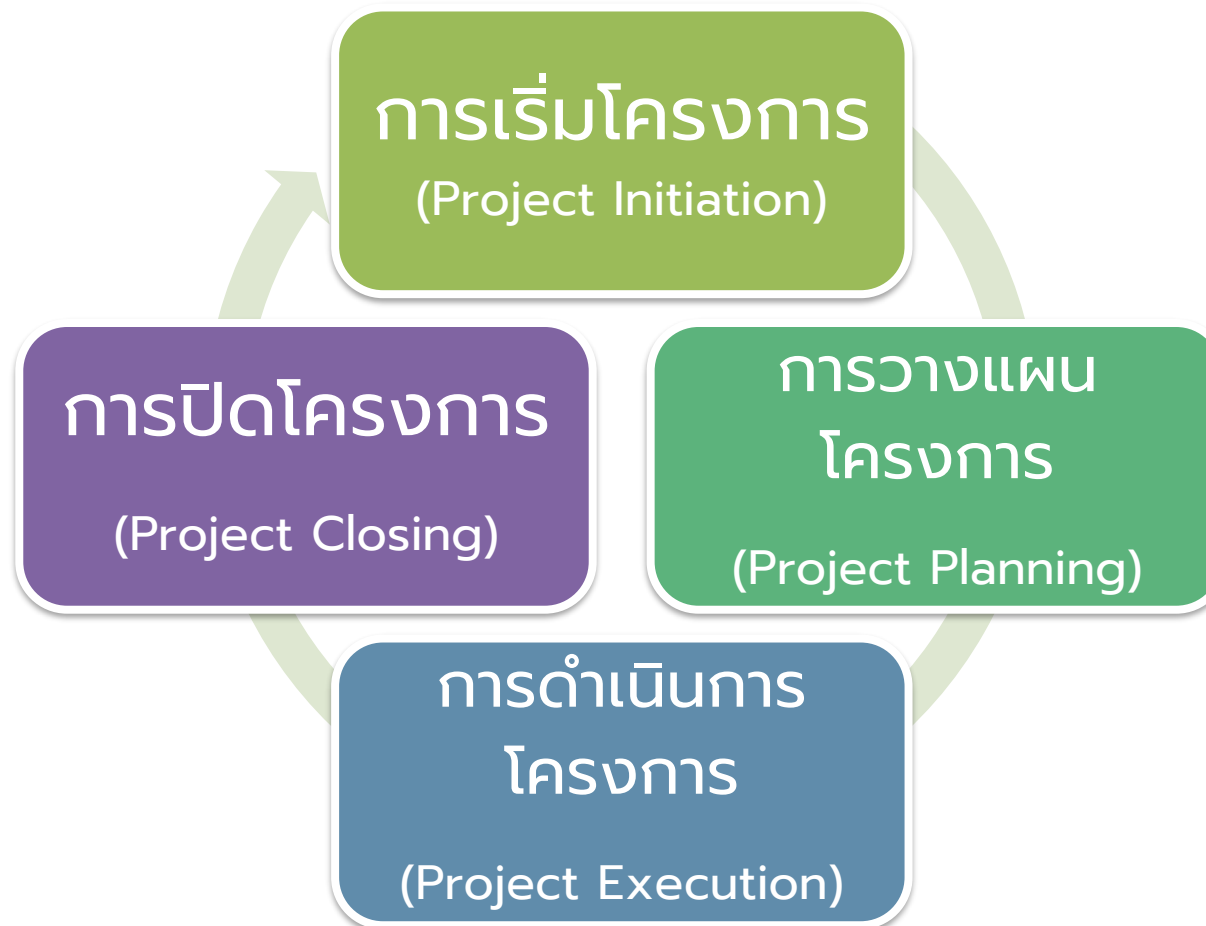 การเริ่มโครงการ
(Project Initiation)
การวางแผน
โครงการ
(Project Planning)
การดำเนินการ
โครงการ
(Project Execution)
การปิดโครงการ
(Project Closing)